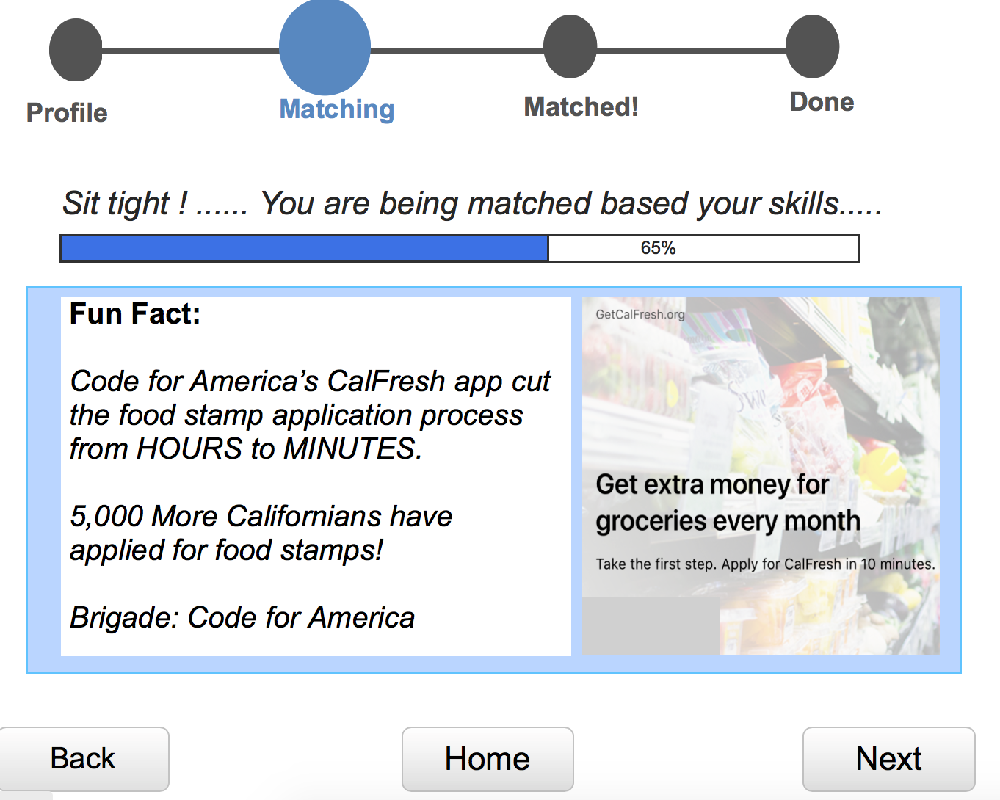 Profile
Matching
Matched!
Done
Sit tight ! ...... You are being matched based your skills.....
65%
Fun Fact:
Code for America’s CalFresh app cut
the food stamp application process
from HOURS to MINUTES.
5,000 More Californians have
applied for food stamps!
Brigade: Code for America
GetCalFresh.org
Get extra money for
groceries every month
Take the first step. Apply for CalFresh in 10 minutes.
Back
Home
Next